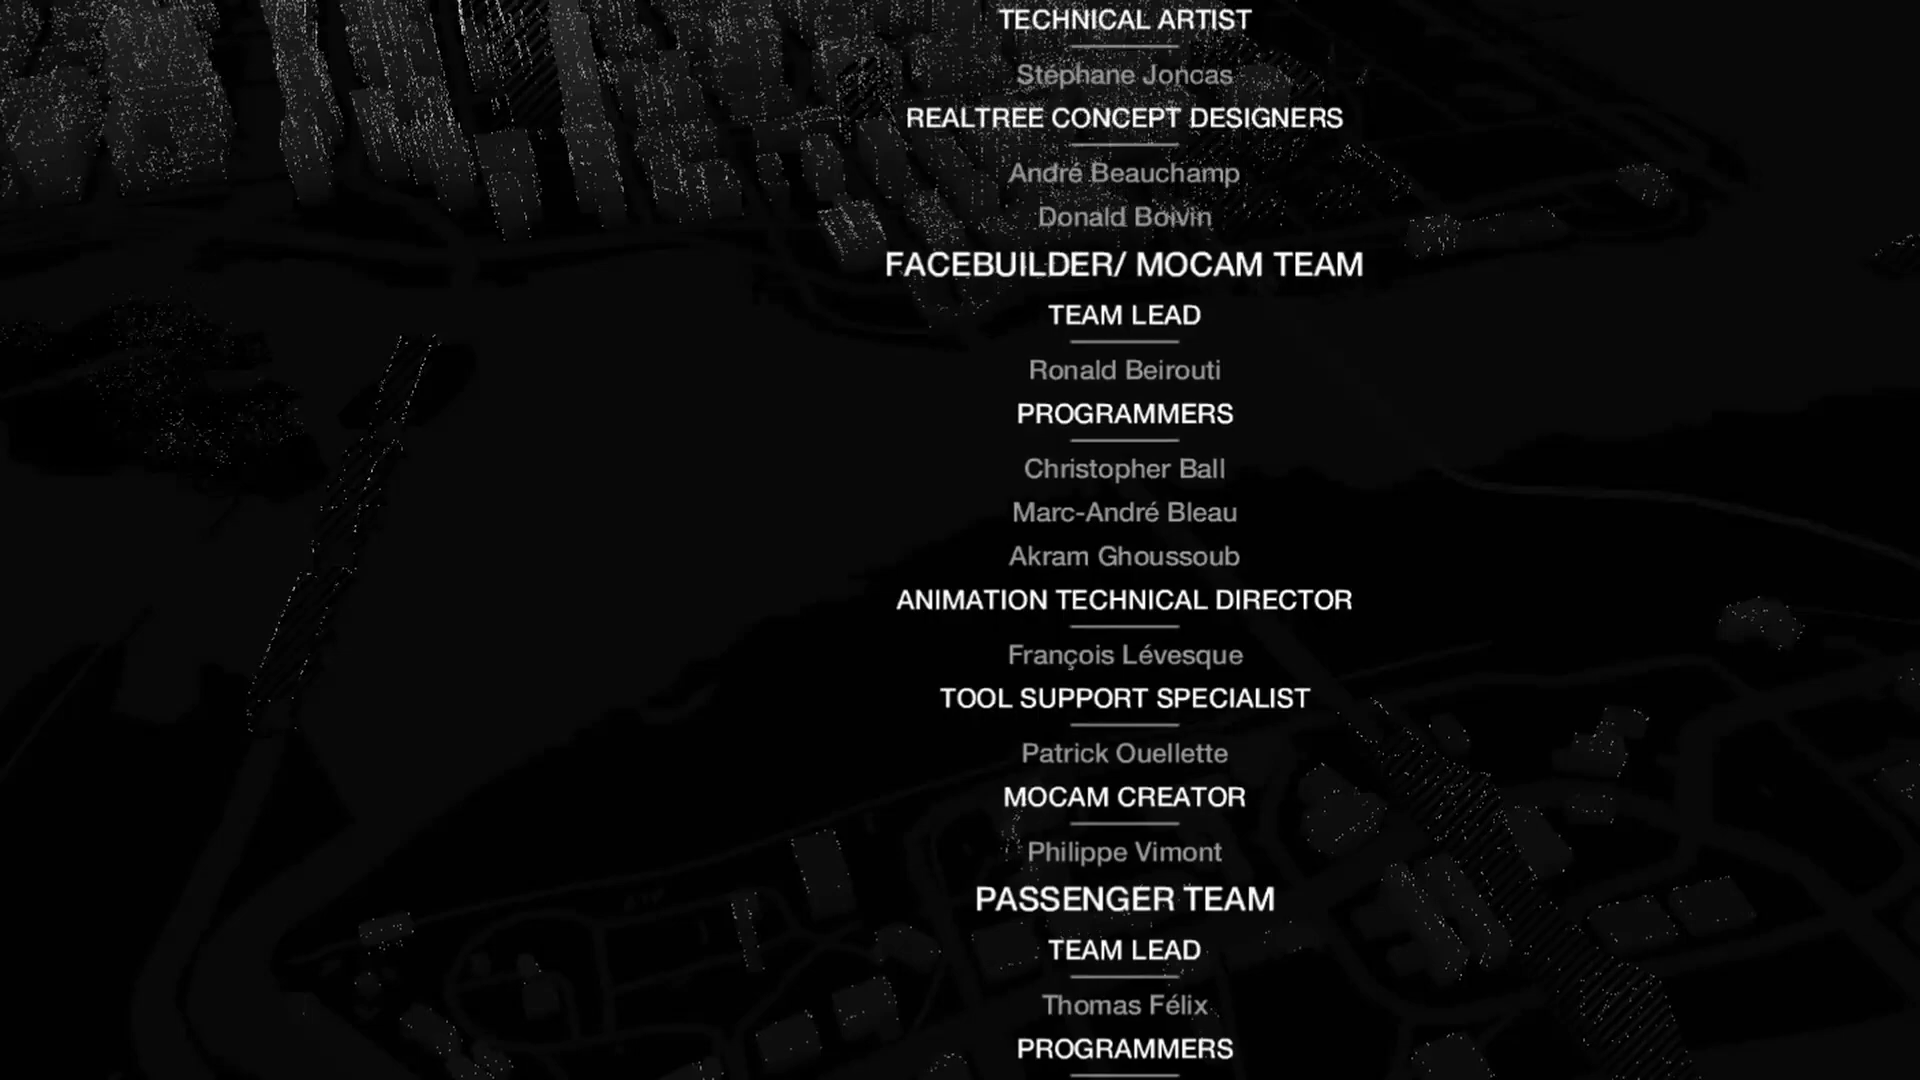 TECHNICAL ARTIST
Stéphane Joncas
REALTREE CONCEPT DESIGNERS
André Beauchamp
Donald Boivin
FACEBUILDER/ MOCAM TEAM
TEAM LEAD
Ronald Beirouti
PROGRAMMERS
Christopher Ball
Marc-André Bleau
Akram Ghoussoub
ANIMATION TECHNICAL DIRECTOR
François Lévesque
TOOL SUPPORT SPECIALIST
Patrick Ouellette
MOCAM CREATOR
Philippe Vimont
PASSENGER TEAM
TEAM LEAD
Thomas Félix
PROGRAMMERS